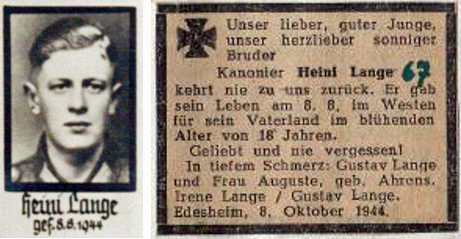 Heini Lange
gef. 8.8.1944
Unser lieber, guter Junge,
unser herzlieber sonniger
Bruder
Kanonier Heini Lange 67
kehrt nie zu uns zurück. Er gab
sein Leben am 8. 8. im Westen
für sein Vaterland im blühenden
Alter von 18 Jahren.
Geliebt und nie vergessen!
In tiefem Schmerz: Gustav Lange
und Frau Auguste, geb. Ahrens.
Irene Lange / Gustav Lange.
Edesheim, 8. Oktober 1944.